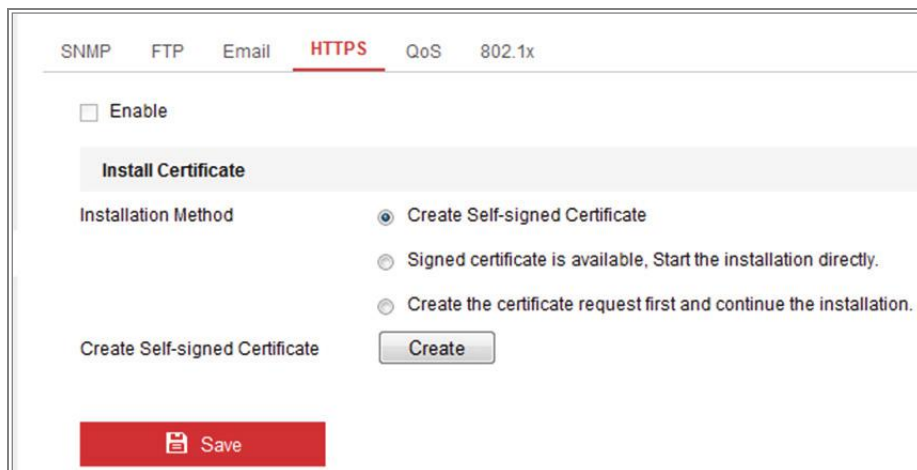 SNMP FTP Email HTTPS QoS 802.1x
Enable
Install Certificate
Installation Method Create Self-signed Certificate
Signed certificate is available, Start the installation directly.
Create the certificate request first and continue the installation.
Create Self-signed Certificate Create
Save